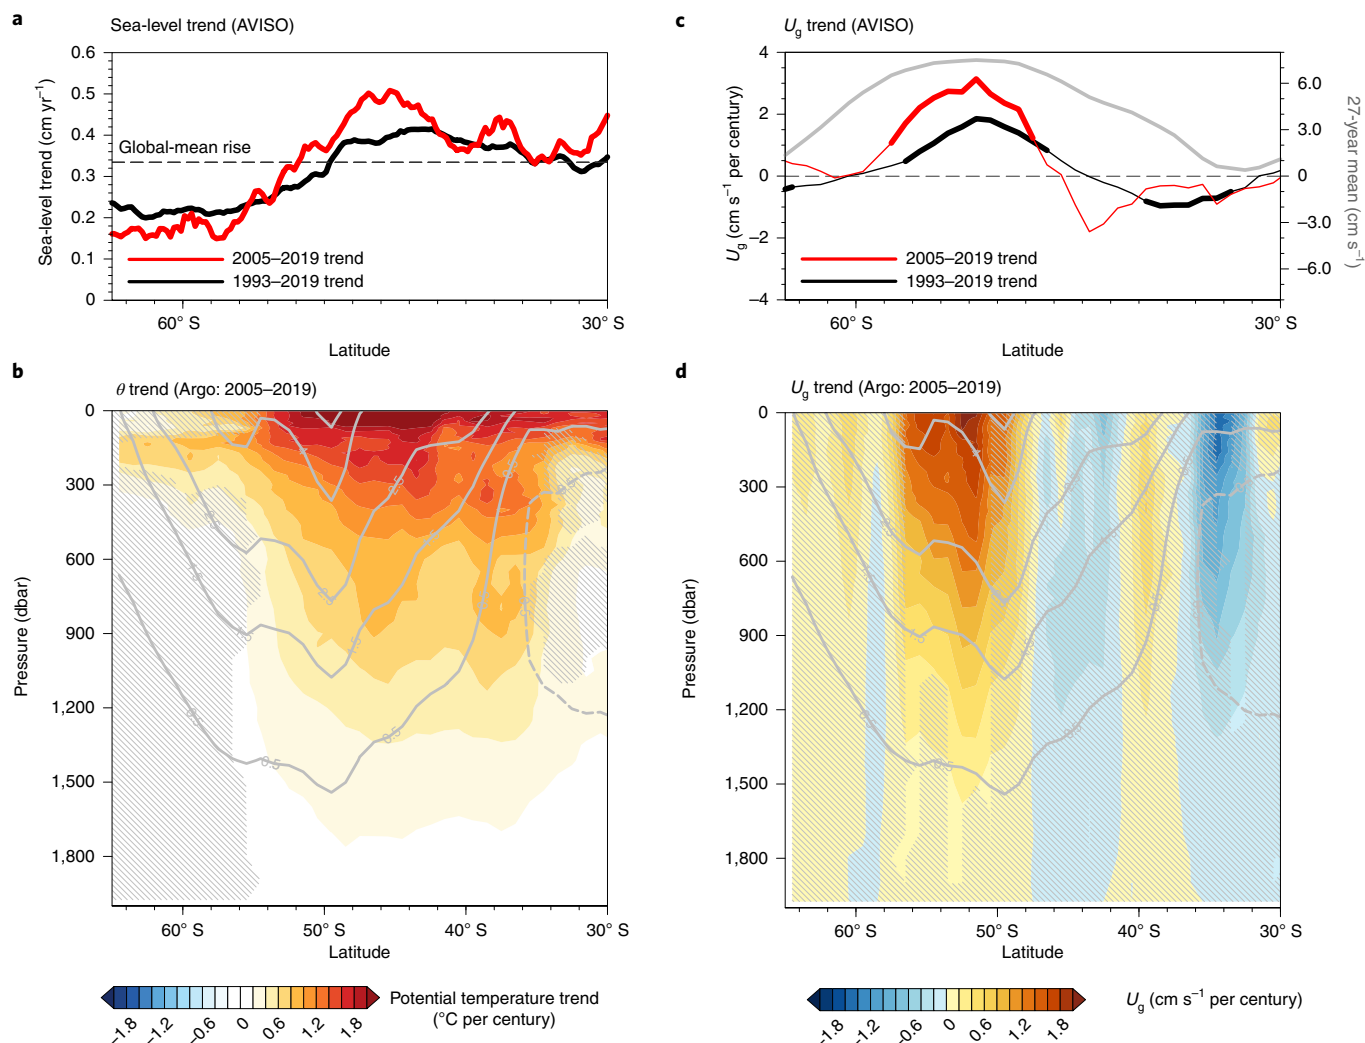 a
Sea-level trend (AVISO)
0.6
0.5
0.4
0.3
0.2
0.1
0
Sea-level trend (cm yr⁻¹)
Global-mean rise
2005–2019 trend
1993–2019 trend
60° S
30° S
Latitude
c
Ug trend (AVISO)
4
2
0
−2
−4
Ug (cm s⁻¹ per century)
6.0
3.0
0
−3.0
−6.0
27-year mean (cm s⁻¹)
2005–2019 trend
1993–2019 trend
60° S
30° S
Latitude
b
θ trend (Argo: 2005–2019)
0
300
600
900
1,200
1,500
1,800
Pressure (dbar)
0.5
0.5
60° S
50° S
40° S
30° S
Latitude
−1.8
−1.2
−0.6
0
0.6
1.2
1.8
Potential temperature trend
(°C per century)
d
Ug trend (Argo: 2005–2019)
0
300
600
900
1,200
1,500
1,800
Pressure (dbar)
0.5
60° S
50° S
40° S
30° S
Latitude
−1.8
−1.2
−0.6
0
0.6
1.2
1.8
Ug (cm s⁻¹ per century)